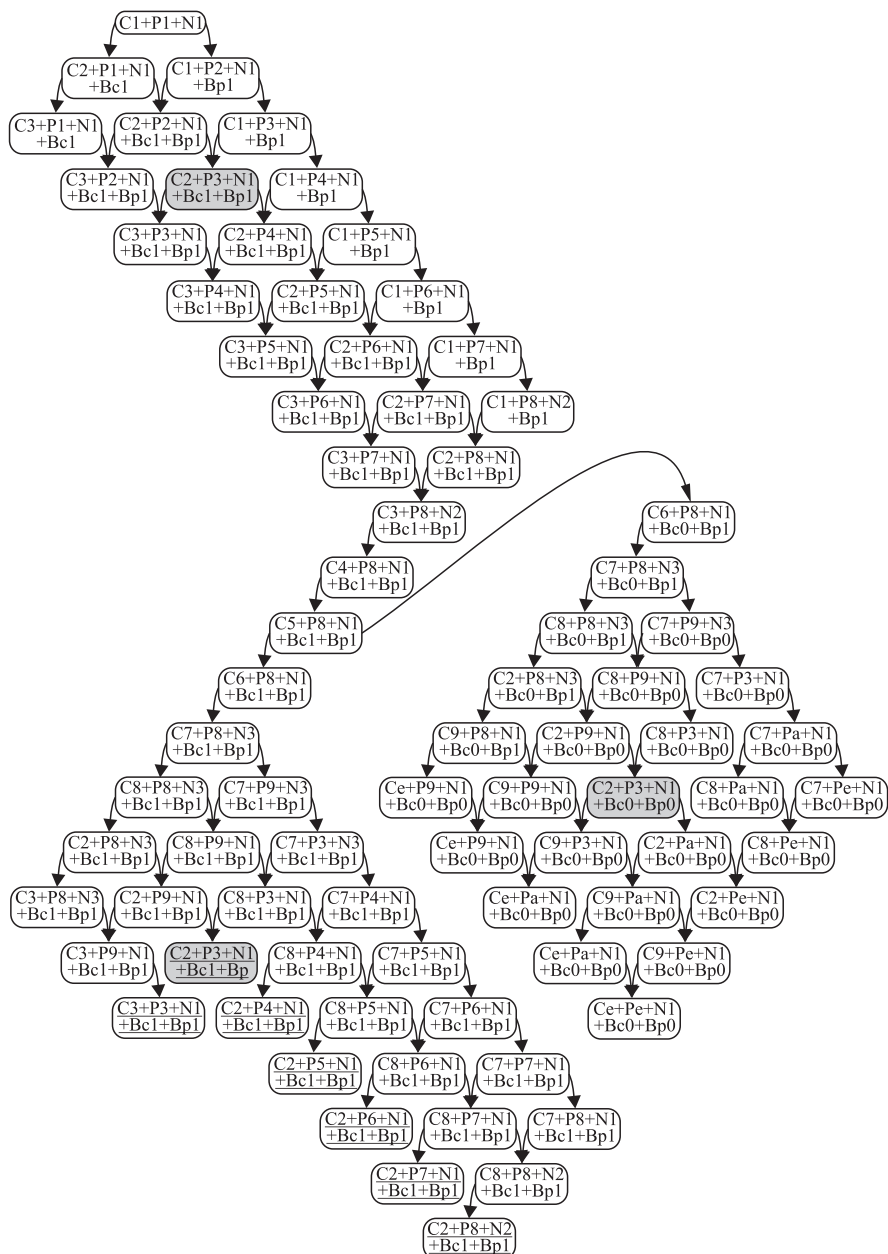 C1+P1+N1
C2+P1+N1
+Bc1
C1+P2+N1
+Bp1
C3+P1+N1
+Bc1
C2+P2+N1
+Bc1+Bp1
C1+P3+N1
+Bp1
C3+P2+N1
+Bc1+Bp1
C2+P3+N1
+Bc1+Bp1
C1+P4+N1
+Bp1
C3+P3+N1
+Bc1+Bp1
C2+P4+N1
+Bc1+Bp1
C1+P5+N1
+Bp1
C3+P4+N1
+Bc1+Bp1
C2+P5+N1
+Bc1+Bp1
C1+P6+N1
+Bp1
C3+P5+N1
+Bc1+Bp1
C2+P6+N1
+Bc1+Bp1
C1+P7+N1
+Bp1
C3+P6+N1
+Bc1+Bp1
C2+P7+N1
+Bc1+Bp1
C1+P8+N2
+Bp1
C3+P7+N1
+Bc1+Bp1
C2+P8+N1
+Bc1+Bp1
C3+P8+N2
+Bc1+Bp1
C4+P8+N1
+Bc1+Bp1
C5+P8+N1
+Bc1+Bp1
C6+P8+N1
+Bc1+Bp1
C7+P8+N3
+Bc1+Bp1
C8+P8+N3
+Bc1+Bp1
C7+P9+N3
+Bc1+Bp1
C2+P8+N3
+Bc1+Bp1
C8+P9+N1
+Bc1+Bp1
C7+P3+N3
+Bc1+Bp1
C3+P8+N3
+Bc1+Bp1
C2+P9+N1
+Bc1+Bp1
C8+P3+N1
+Bc1+Bp1
C7+P4+N1
+Bc1+Bp1
C3+P9+N1
+Bc1+Bp1
C2+P3+N1
+Bc1+Bp
C8+P4+N1
+Bc1+Bp1
C7+P5+N1
+Bc1+Bp1
C3+P3+N1
+Bc1+Bp1
C2+P4+N1
+Bc1+Bp1
C8+P5+N1
+Bc1+Bp1
C7+P6+N1
+Bc1+Bp1
C2+P5+N1
+Bc1+Bp1
C8+P6+N1
+Bc1+Bp1
C7+P7+N1
+Bc1+Bp1
C2+P6+N1
+Bc1+Bp1
C8+P7+N1
+Bc1+Bp1
C7+P8+N1
+Bc1+Bp1
C2+P7+N1
+Bc1+Bp1
C8+P8+N2
+Bc1+Bp1
C2+P8+N2
+Bc1+Bp1
C6+P8+N1
+Bc0+Bp1
C7+P8+N3
+Bc0+Bp1
C8+P8+N3
+Bc0+Bp1
C7+P9+N3
+Bc0+Bp0
C2+P8+N3
+Bc0+Bp1
C8+P9+N1
+Bc0+Bp0
C7+P3+N1
+Bc0+Bp0
C9+P8+N1
+Bc0+Bp1
C2+P9+N1
+Bc0+Bp0
C8+P3+N1
+Bc0+Bp0
C7+Pa+N1
+Bc0+Bp0
Ce+P9+N1
+Bc0+Bp0
C9+P9+N1
+Bc0+Bp0
C2+P3+N1
+Bc0+Bp0
C8+Pa+N1
+Bc0+Bp0
C7+Pe+N1
+Bc0+Bp0
Ce+P9+N1
+Bc0+Bp0
C9+P3+N1
+Bc0+Bp0
C2+Pa+N1
+Bc0+Bp0
C8+Pe+N1
+Bc0+Bp0
Ce+Pa+N1
+Bc0+Bp0
C9+Pa+N1
+Bc0+Bp0
C2+Pe+N1
+Bc0+Bp0
Ce+Pa+N1
+Bc0+Bp0
C9+Pe+N1
+Bc0+Bp0
Ce+Pe+N1
+Bc0+Bp0